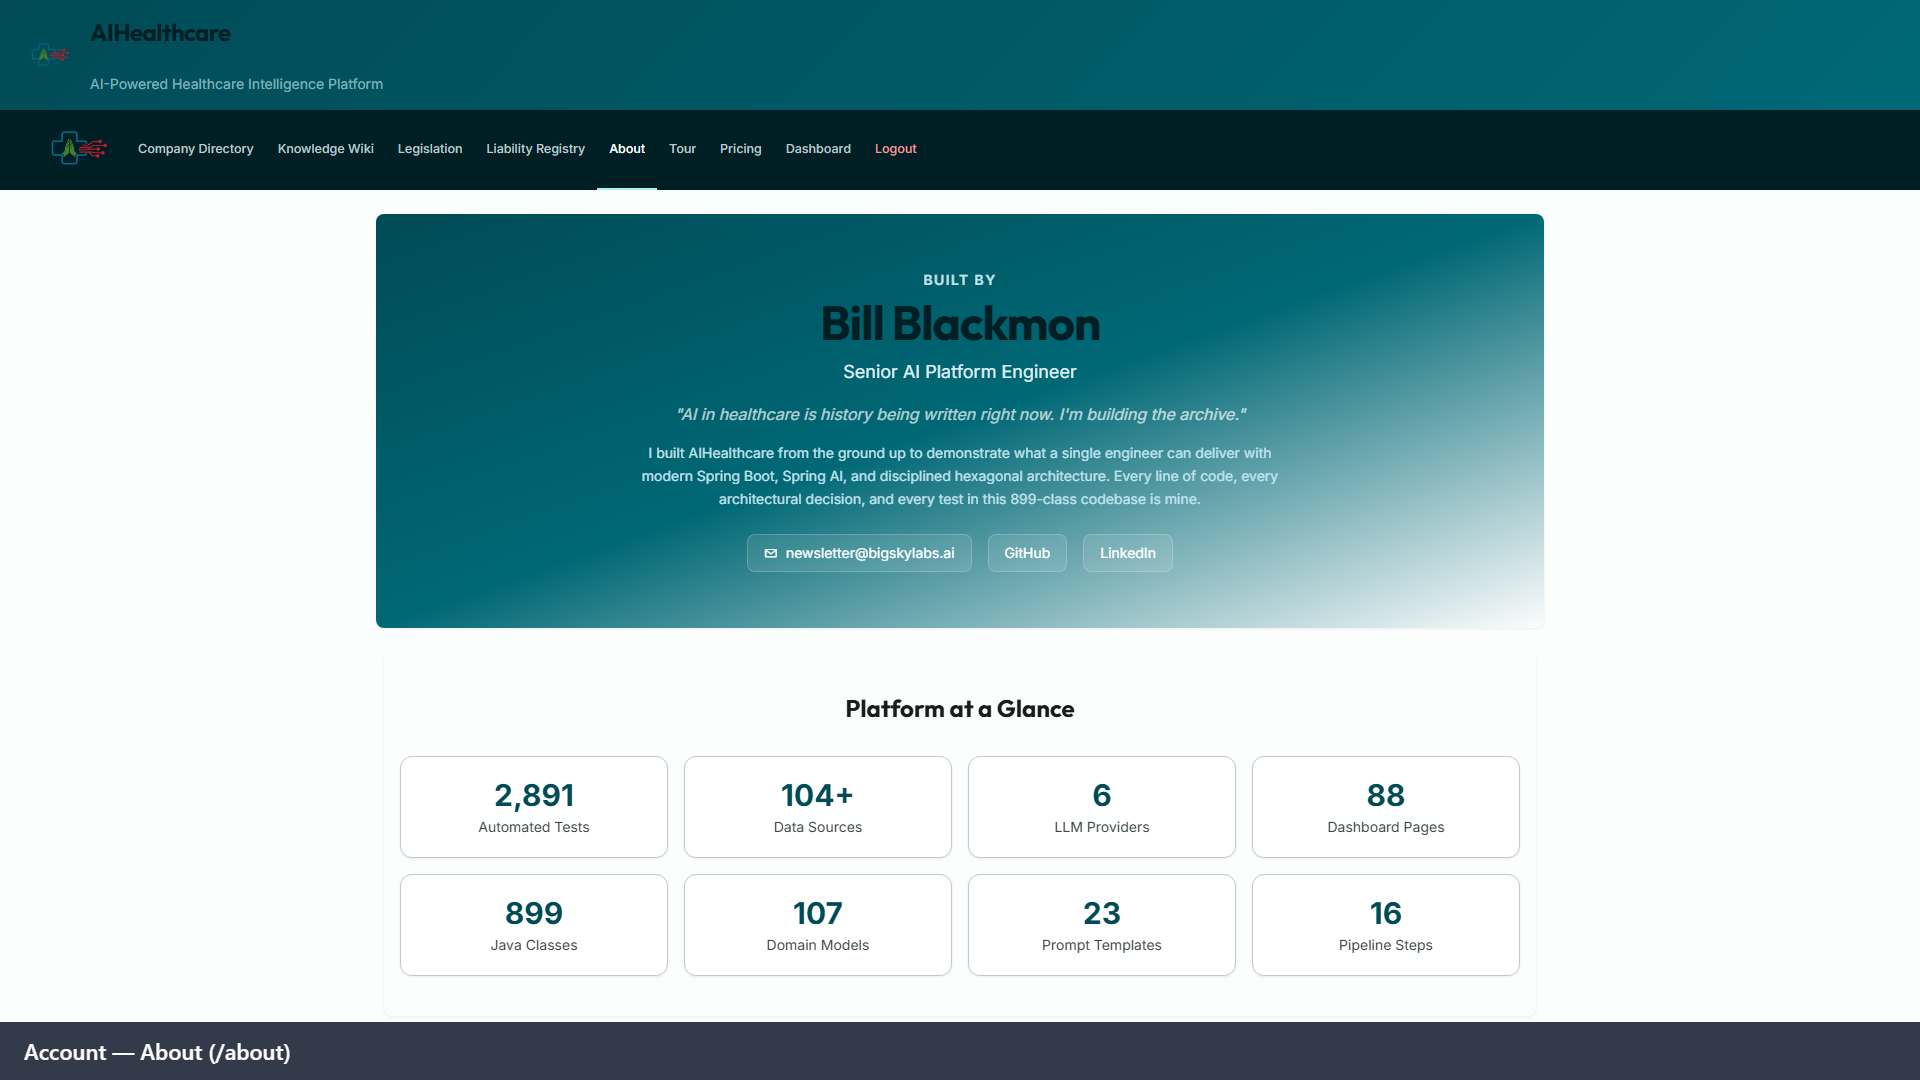 AIHealthcare
AI-Powered Healthcare Intelligence Platform
Company Directory Knowledge Wiki Legislation Liability Registry About Tour Pricing Dashboard Logout
BUILT BY
Bill Blackmon
Senior AI Platform Engineer
"AI in healthcare is history being written right now. I'm building the archive."
I built AIHealthcare from the ground up to demonstrate what a single engineer can deliver with
modern Spring Boot, Spring AI, and disciplined hexagonal architecture. Every line of code, every
architectural decision, and every test in this 899-class codebase is mine.
newsletter@bigskylabs.ai GitHub LinkedIn
Platform at a Glance
2,891 104+ 6 88
Automated Tests Data Sources LLM Providers Dashboard Pages
899 107 23 16
Java Classes Domain Models Prompt Templates Pipeline Steps
Account — About (/about)